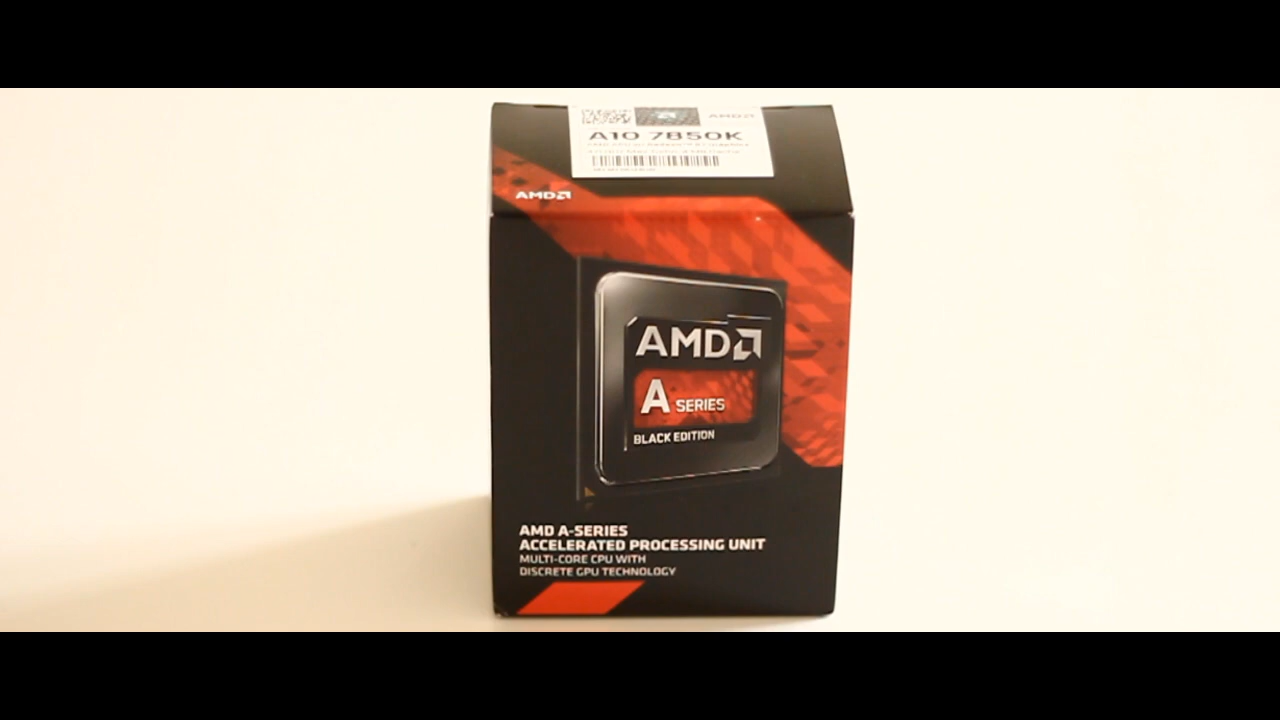 AMD
A10 7850K
AMD
AMD
A SERIES
BLACK EDITION
AMD A-SERIES
ACCELERATED PROCESSING UNIT
MULTI-CORE CPU WITH
DISCRETE GPU TECHNOLOGY